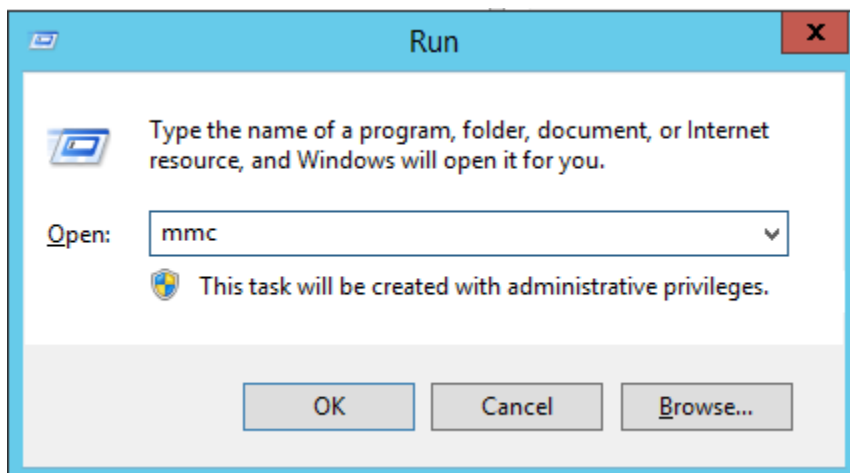 Run
x
Type the name of a program, folder, document, or Internet
resource, and Windows will open it for you.
Open:
mmc
This task will be created with administrative privileges.
OK
Cancel
Browse...